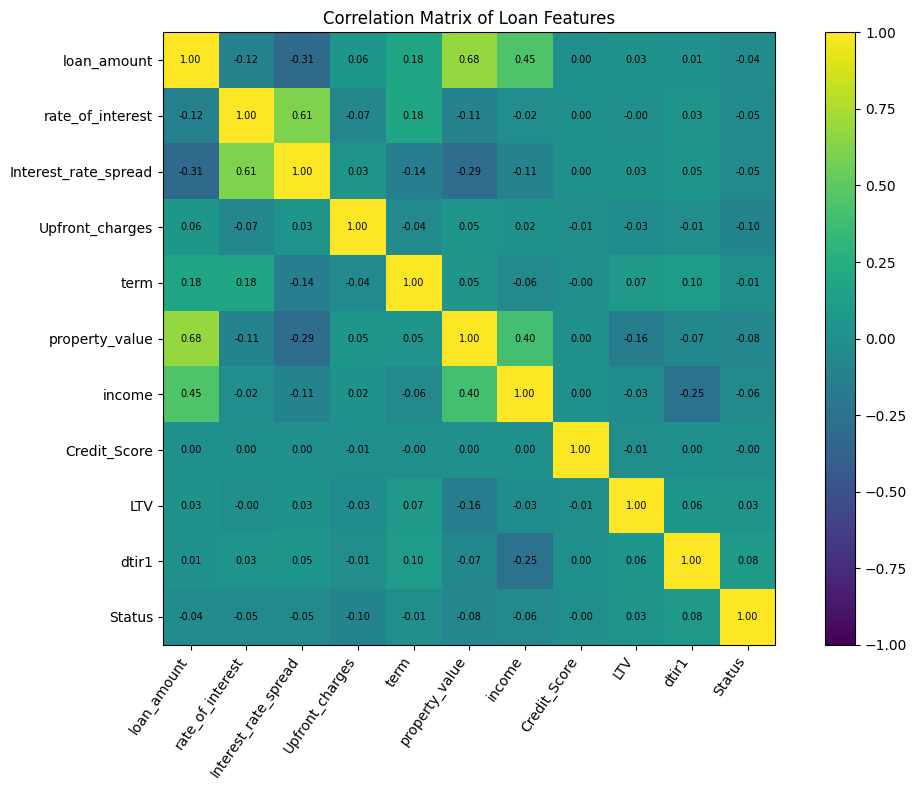 Correlation Matrix of Loan Features
loan_amount 1.00 -0.12 -0.31 0.06 0.18 0.68 0.45 0.00 0.03 0.01 -0.04
rate_of_interest -0.12 1.00 0.61 -0.07 0.18 -0.11 -0.02 0.00 -0.00 0.03 -0.05
Interest_rate_spread -0.31 0.61 1.00 0.03 -0.14 -0.29 -0.11 0.00 0.03 0.05 -0.05
Upfront_charges 0.06 -0.07 0.03 1.00 -0.04 0.05 0.02 -0.01 -0.03 -0.01 -0.10
term 0.18 0.18 -0.14 -0.04 1.00 0.05 -0.06 -0.00 0.07 0.10 -0.01
property_value 0.68 -0.11 -0.29 0.05 0.05 1.00 0.40 0.00 -0.16 -0.07 -0.08
income 0.45 -0.02 -0.11 0.02 -0.06 0.40 1.00 0.00 -0.03 -0.25 -0.06
Credit_Score 0.00 0.00 0.00 -0.01 -0.00 0.00 0.00 1.00 -0.01 0.00 -0.00
LTV 0.03 -0.00 0.03 -0.03 0.07 -0.16 -0.03 -0.01 1.00 0.06 0.03
dtir1 0.01 0.03 0.05 -0.01 0.10 -0.07 -0.25 0.00 0.06 1.00 0.08
Status -0.04 -0.05 -0.05 -0.10 -0.01 -0.08 -0.06 -0.00 0.03 0.08 1.00
loan_amount
rate_of_interest
Interest_rate_spread
Upfront_charges
term
property_value
income
Credit_Score
LTV
dtir1
Status
1.00
0.75
0.50
0.25
0.00
−0.25
−0.50
−0.75
−1.00